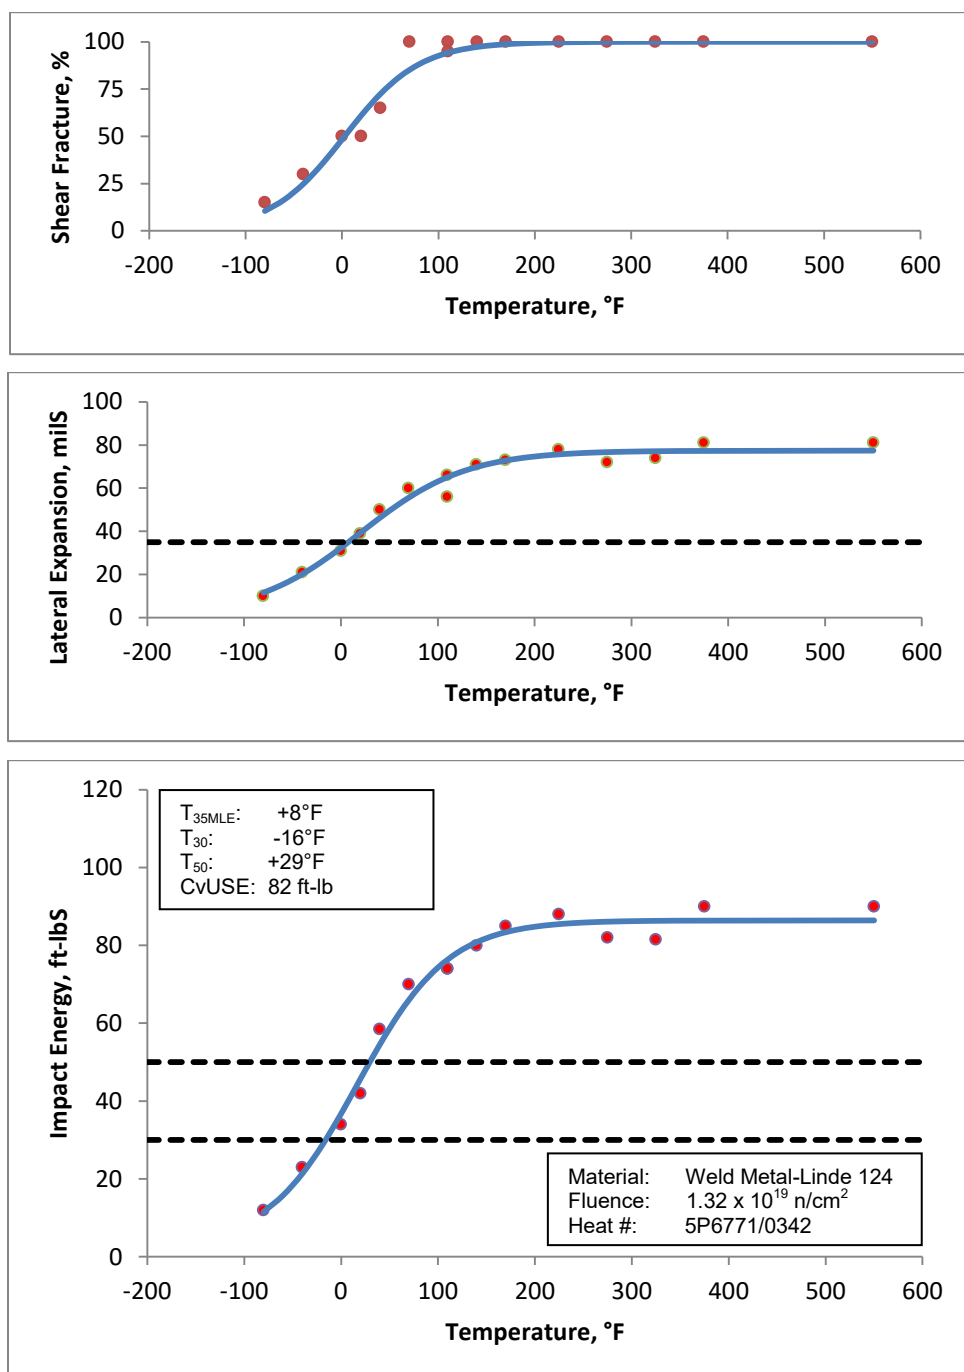 100
75
50
25
0
Shear Fracture, %
-200 -100 0 100 200 300 400 500 600
Temperature, °F
100
80
60
40
20
0
Lateral Expansion, milS
-200 -100 0 100 200 300 400 500 600
Temperature, °F
120
100
80
60
40
20
0
Impact Energy, ft-lbS
T35MLE: +8°F
T30: -16°F
T50: +29°F
CvUSE: 82 ft-lb
Material: Weld Metal-Linde 124
Fluence: 1.32 x 10^19 n/cm^2
Heat #: 5P6771/0342
-200 -100 0 100 200 300 400 500 600
Temperature, °F